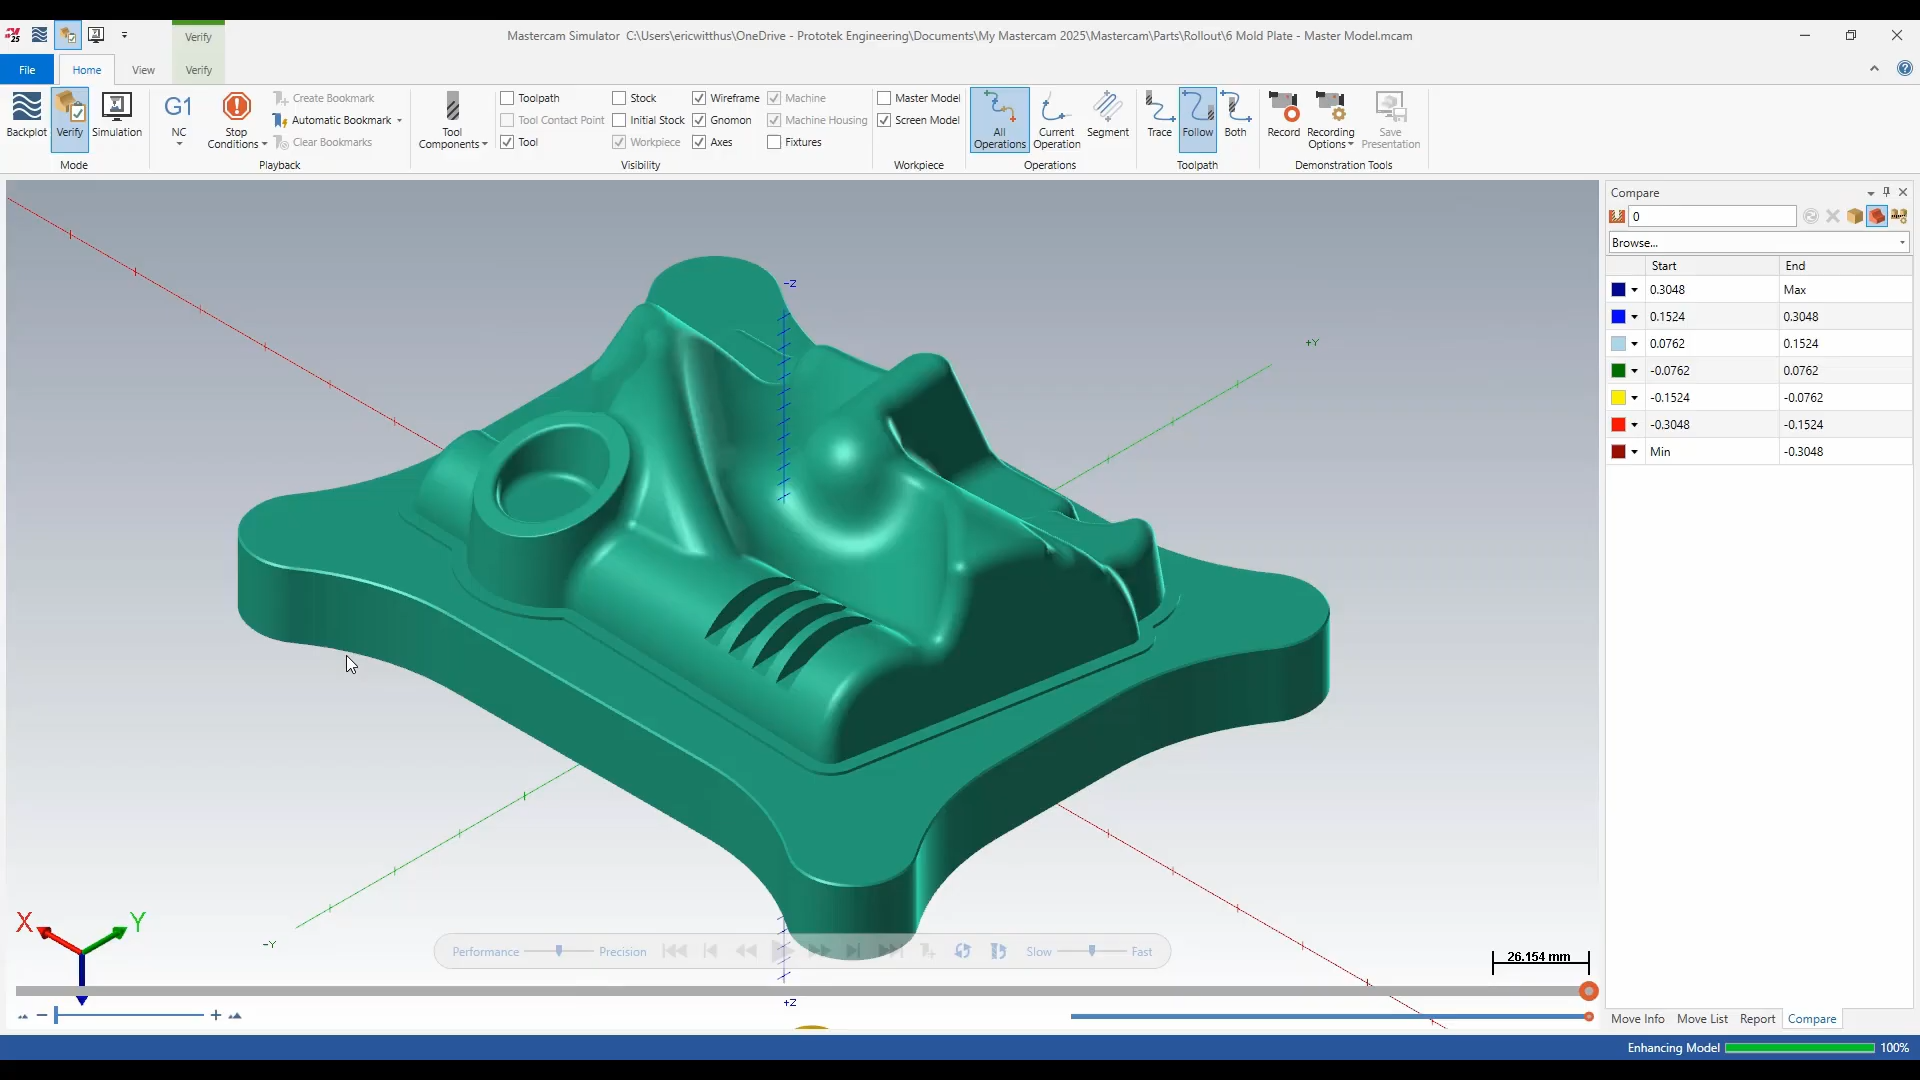 25
Verify
Mastercam Simulator C:\Users\ericwitthus\OneDrive - Prototek Engineering\Documents\My Mastercam 2025\Mastercam\Parts\Rollout\6 Mold Plate - Master Model.mcam
File Home View Verify
Backplot Verify Simulation
Mode
G1
NC
Stop Conditions
Create Bookmark
Automatic Bookmark
Clear Bookmarks
Playback
Tool Components
Toolpath Stock Wireframe Machine
Tool Contact Point Initial Stock Gnomon Machine Housing
Tool Workpiece Axes Fixtures
Visibility
Master Model
Screen Model
Workpiece
All Operations
Current Operation
Segment
Operations
Trace Follow Both
Toolpath
Record
Recording Options
Save Presentation
Demonstration Tools
Compare
0
Browse...
Start End
0.3048 Max
0.1524 0.3048
0.0762 0.1524
-0.0762 0.0762
-0.1524 -0.0762
-0.3048 -0.1524
Min -0.3048
-Z
+Y
-Y
+Z
X Y
Performance Precision Slow Fast
26.154 mm
Move Info Move List Report Compare
Enhancing Model 100%